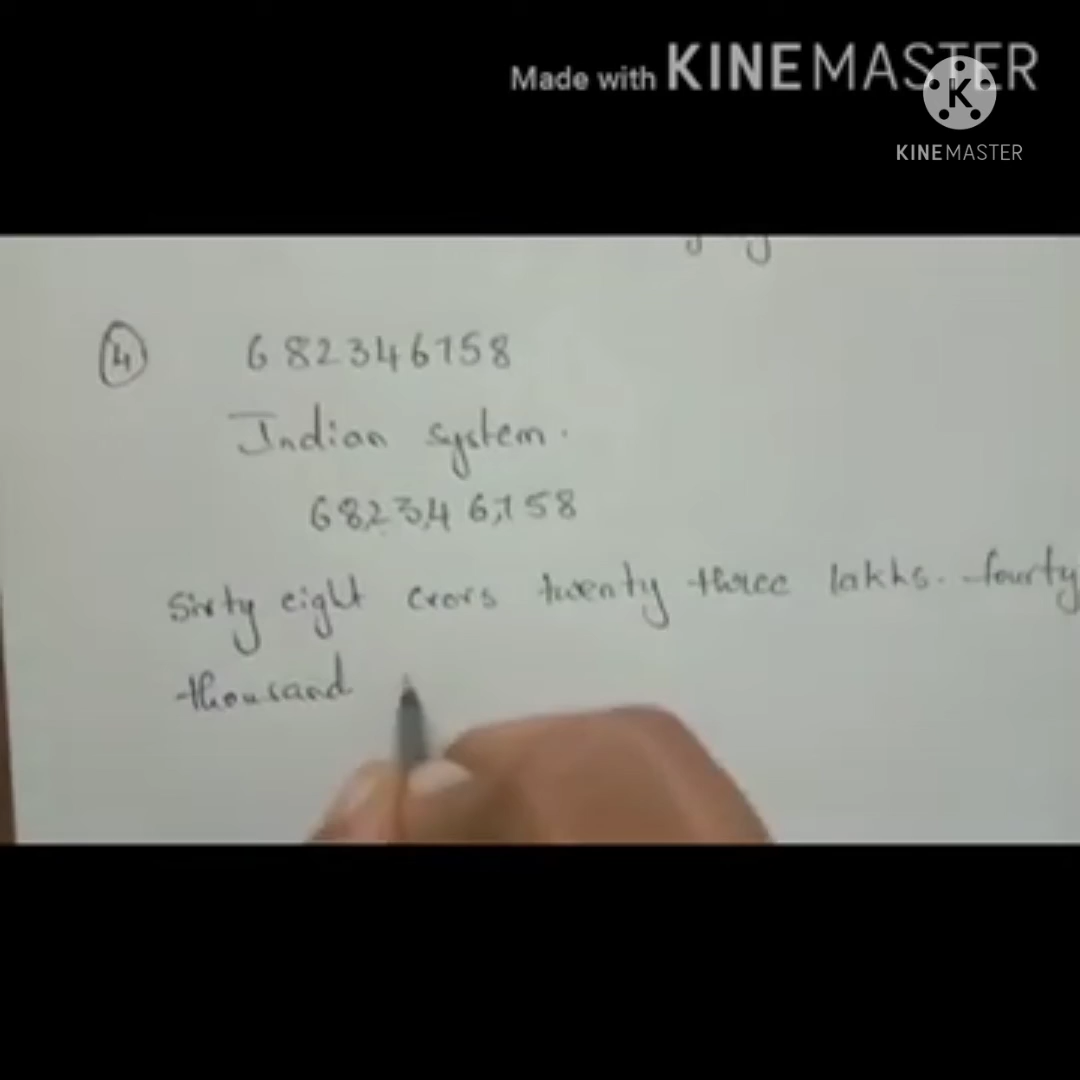 Made with KINEMASTER
K
KINEMASTER
4 682346158
Indian system.
68,23,46,158
Sixty eight crors twenty three lakhs. fourty
thousand